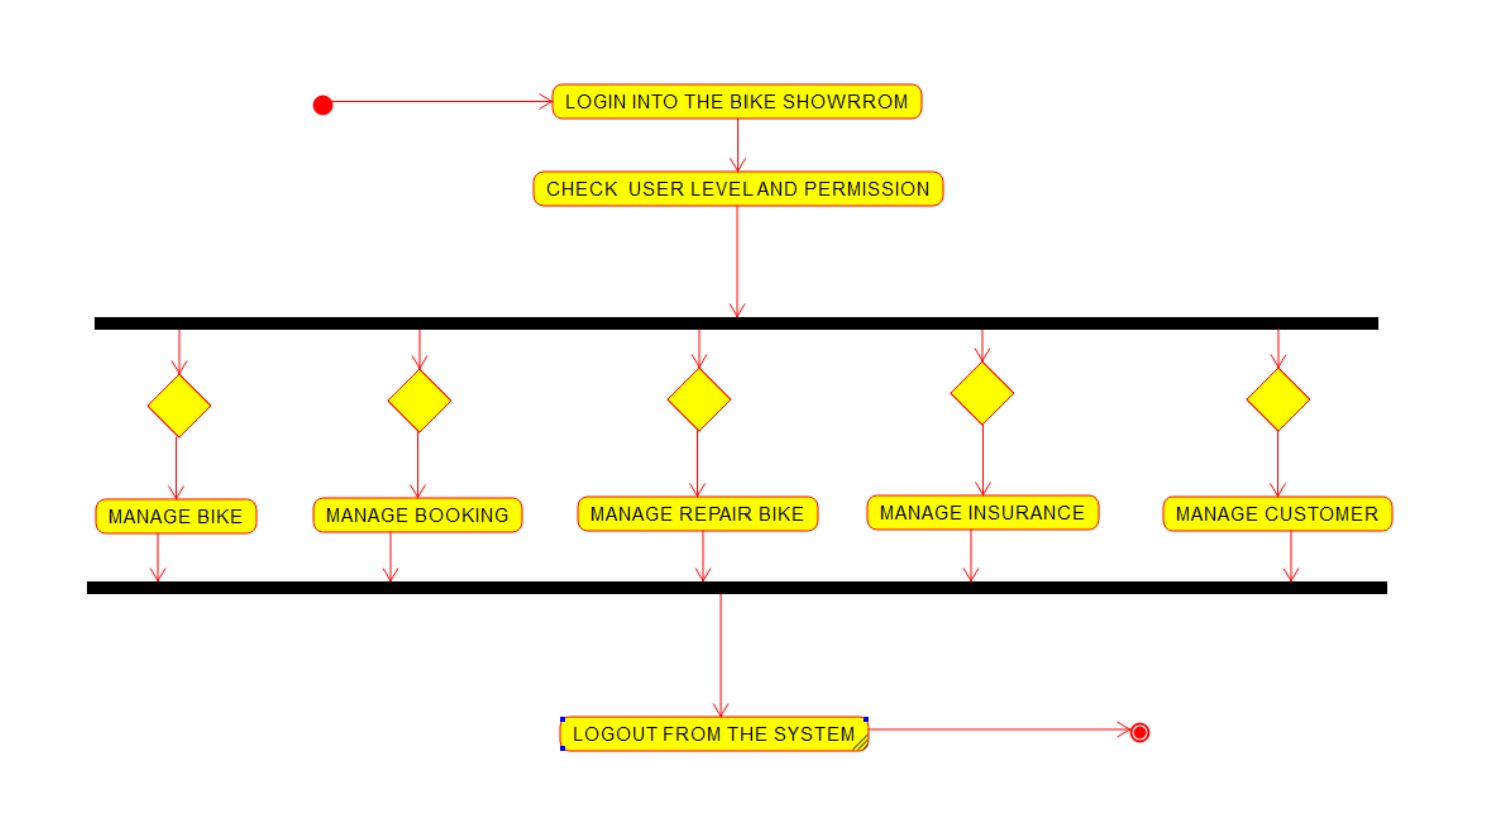 LOGIN INTO THE BIKE SHOWRROM
CHECK USER LEVEL AND PERMISSION
MANAGE BIKE
MANAGE BOOKING
MANAGE REPAIR BIKE
MANAGE INSURANCE
MANAGE CUSTOMER
LOGOUT FROM THE SYSTEM